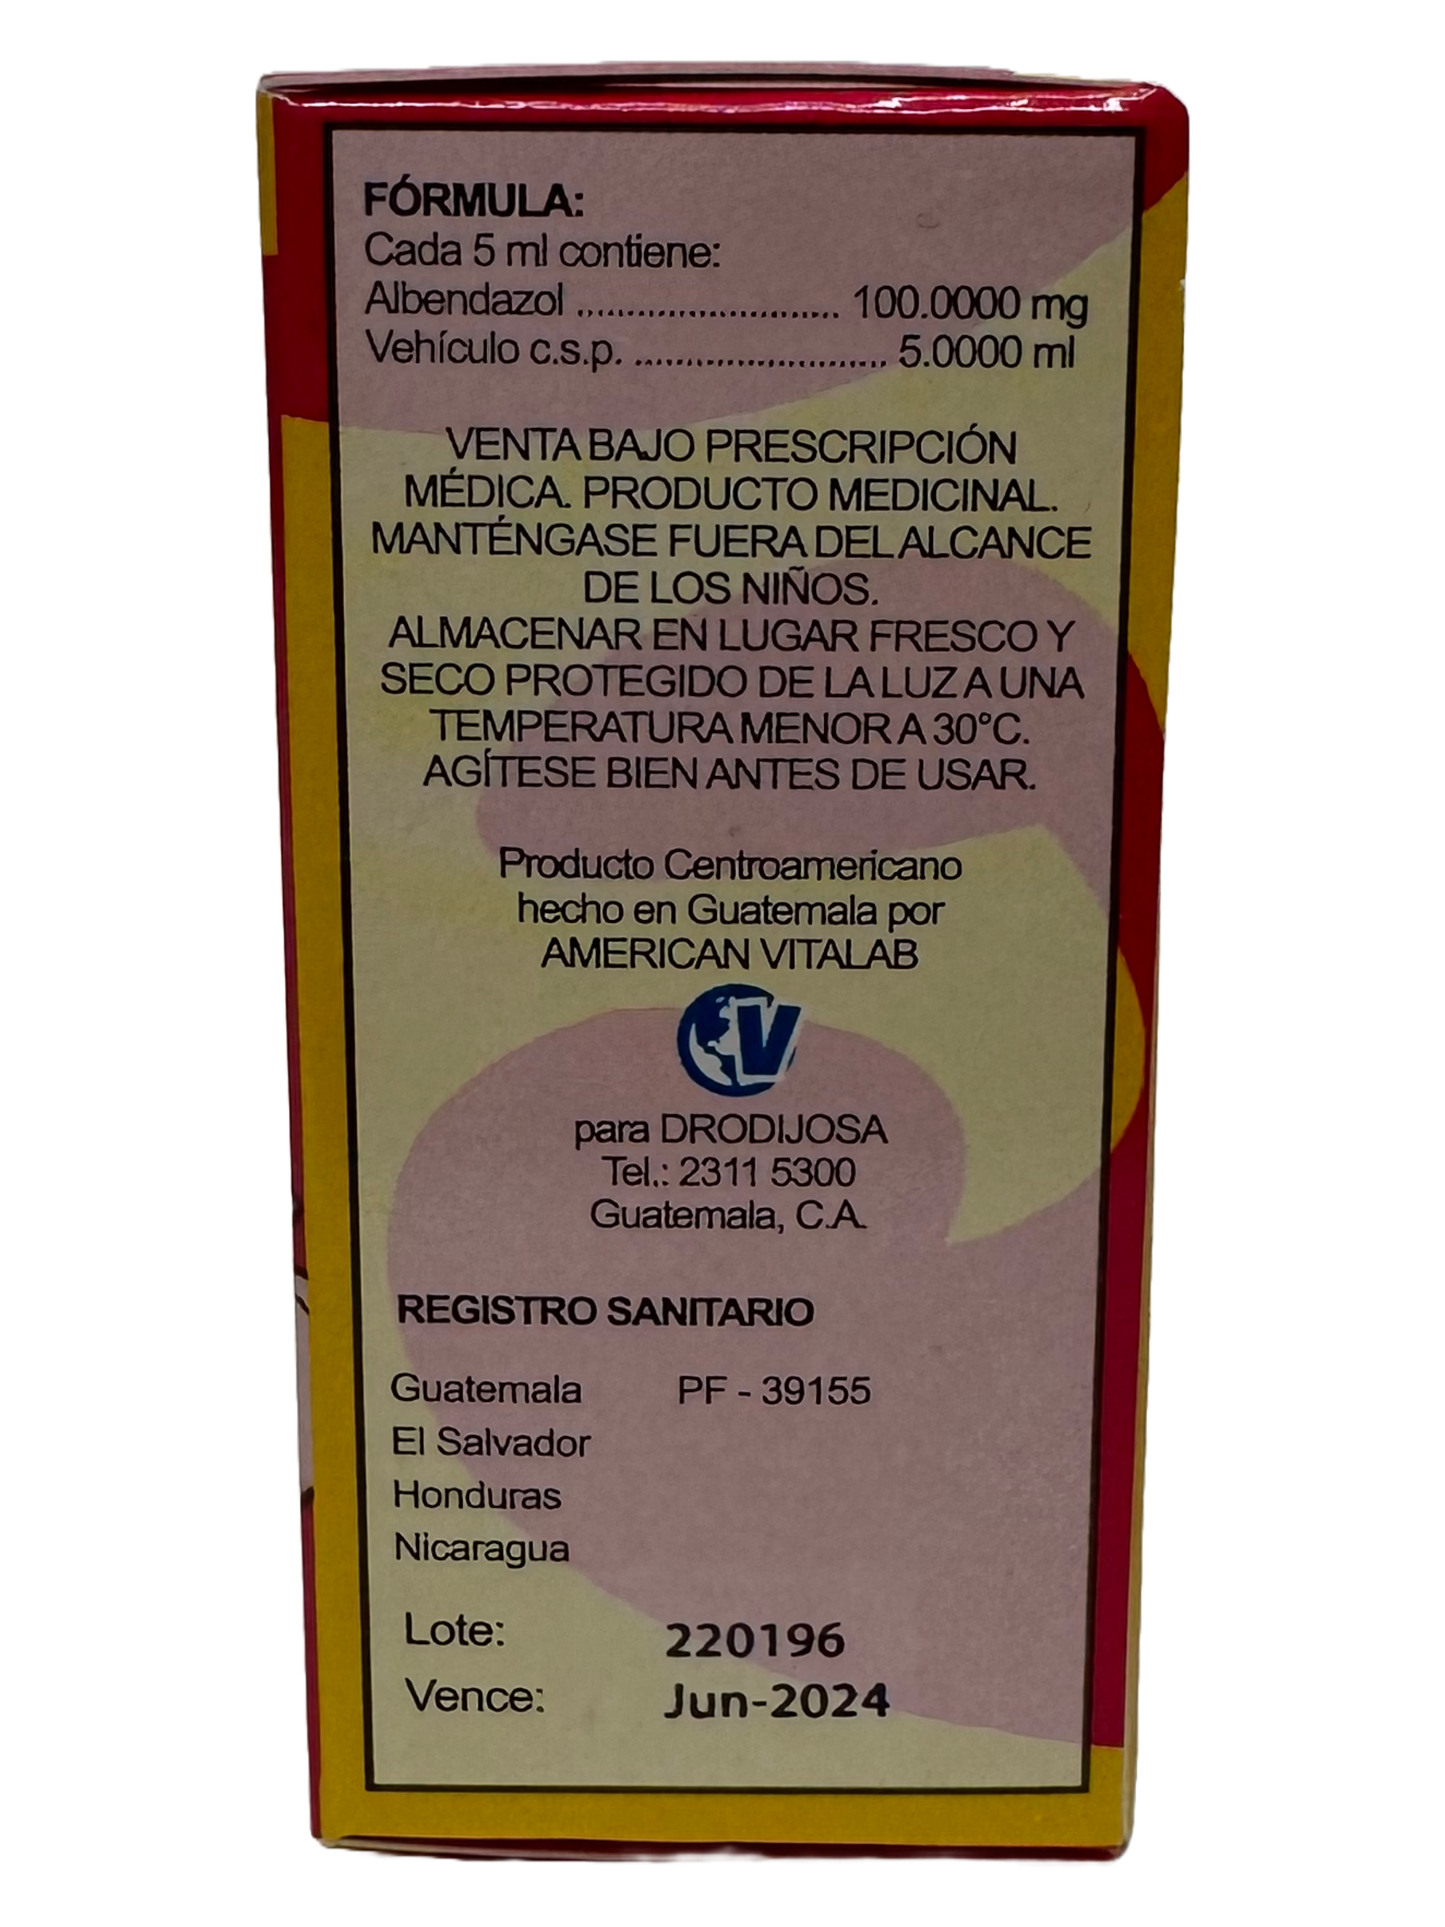 FÓRMULA:
Cada 5 ml contiene:
Albendazol ............................ 100.0000 mg
Vehículo c.s.p. ........................... 5.0000 ml
VENTA BAJO PRESCRIPCIÓN
MÉDICA. PRODUCTO MEDICINAL.
MANTÉNGASE FUERA DEL ALCANCE
DE LOS NIÑOS.
ALMACENAR EN LUGAR FRESCO Y
SECO PROTEGIDO DE LA LUZ A UNA
TEMPERATURA MENOR A 30°C.
AGÍTESE BIEN ANTES DE USAR.
Producto Centroamericano
hecho en Guatemala por
AMERICAN VITALAB
V
para DRODIJOSA
Tel.: 2311 5300
Guatemala, C.A.
REGISTRO SANITARIO
Guatemala PF - 39155
El Salvador
Honduras
Nicaragua
Lote: 220196
Vence: Jun-2024